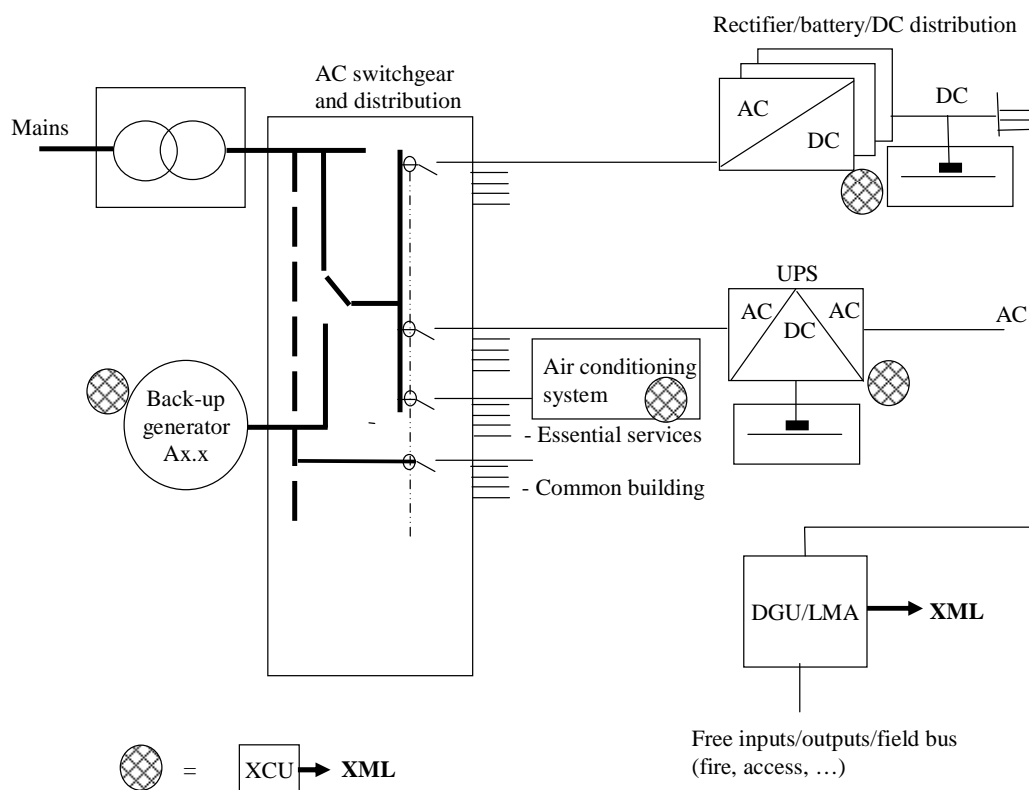 Rectifier/battery/DC distribution
AC switchgear
and distribution
Mains
AC
DC
DC
UPS
AC
AC
DC
AC
Air conditioning
system
Back-up
generator
Ax.x
- Essential services
- Common building
DGU/LMA
XML
Free inputs/outputs/field bus
(fire, access, …)
=
XCU
XML